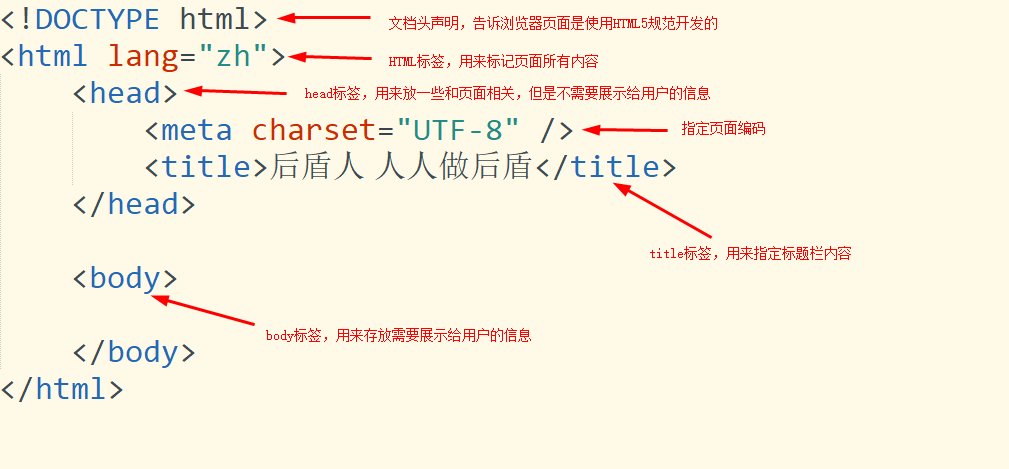 <!DOCTYPE html> 文档头声明，告诉浏览器页面是使用HTML5规范开发的
<html lang="zh"> HTML标签，用来标记页面所有内容
<head> head标签，用来放一些和页面相关，但是不需要展示给用户的信息
<meta charset="UTF-8" /> 指定页面编码
<title>后盾人 人人做后盾</title>
</head>
title标签，用来指定标题栏内容
<body>
body标签，用来存放需要展示给用户的信息
</body>
</html>